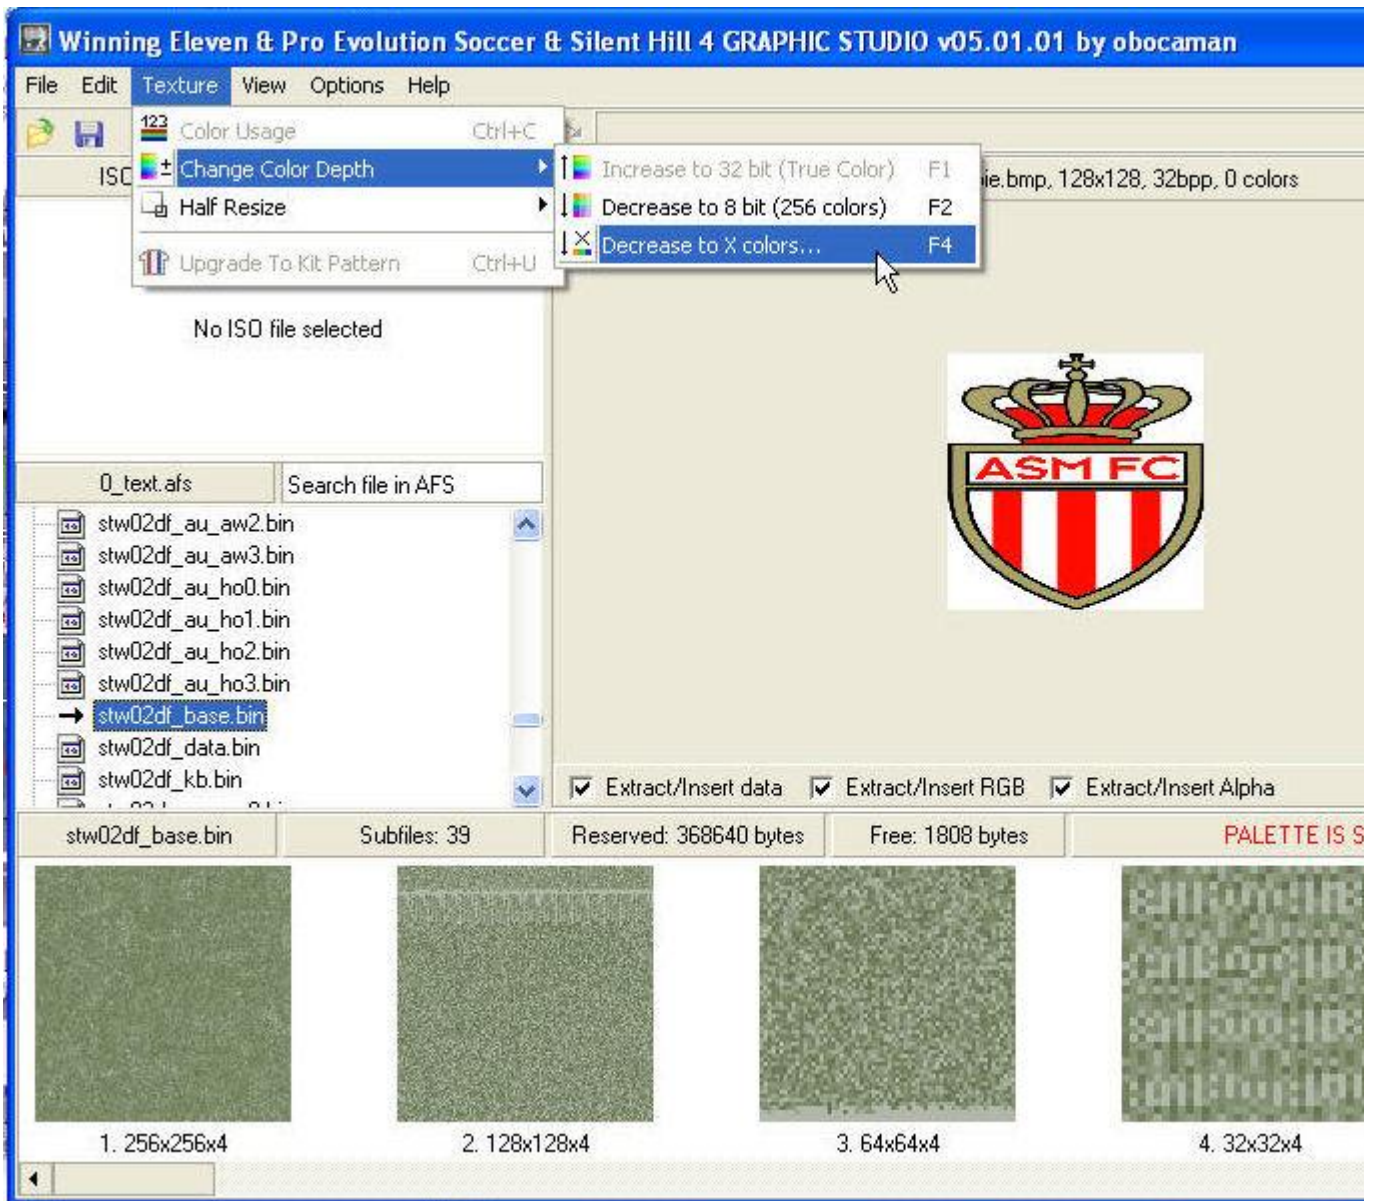 Winning Eleven & Pro Evolution Soccer & Silent Hill 4 GRAPHIC STUDIO v05.01.01 by obocaman
File Edit Texture View Options Help
123 Color Usage Ctrl+C
ISO
Change Color Depth
Increase to 32 bit (True Color) F1
ie.bmp, 128x128, 32bpp, 0 colors
Half Resize
Decrease to 8 bit (256 colors) F2
Decrease to X colors... F4
Upgrade To Kit Pattern Ctrl+U
No ISO file selected
ASM FC
0_text.afs Search file in AFS
stw02df_au_aw2.bin
stw02df_au_aw3.bin
stw02df_au_ho0.bin
stw02df_au_ho1.bin
stw02df_au_ho2.bin
stw02df_au_ho3.bin
stw02df_base.bin
stw02df_data.bin
stw02df_kb.bin
Extract/Insert data Extract/Insert RGB Extract/Insert Alpha
stw02df_base.bin Subfiles: 39 Reserved: 368640 bytes Free: 1808 bytes PALETTE IS S
1. 256x256x4 2. 128x128x4 3. 64x64x4 4. 32x32x4